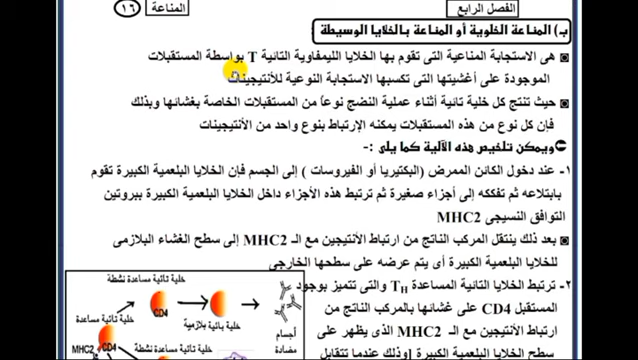 الفصل الرابع
المناعة
١٦
ب) المناعة الخلوية أو المناعة بالخلايا الوسيطة
هى الاستجابة المناعية التى تقوم بها الخلايا الليمفاوية التائية T بواسطة المستقبلات
الموجودة على أغشيتها التى تكسبها الاستجابة النوعية للأنتيجينات
حيث تنتج كل خلية تائية أثناء عملية النضج نوعاً من المستقبلات الخاصة بغشائها وبذلك
فإن كل نوع من هذه المستقبلات يمكنه الإرتباط بنوع واحد من الأنتيجينات
ويمكن تلخيص هذه الآلية كما يلى :-
١- عند دخول الكائن الممرض (البكتيريا أو الفيروسات ) إلى الجسم فإن الخلايا البلعمية الكبيرة تقوم
بابتلاعه ثم تفككه إلى أجزاء صغيرة ثم ترتبط هذه الأجزاء داخل الخلايا البلعمية الكبيرة ببروتين
التوافق النسيجى MHC2
بعد ذلك ينتقل المركب الناتج من ارتباط الأنتيجين مع الـ MHC2 إلى سطح الغشاء البلازمى
للخلايا البلعمية الكبيرة أى يتم عرضه على سطحها الخارجى
٢- ترتبط الخلايا التائية المساعدة TH والتى تتميز بوجود
المستقبل CD4 على غشائها بالمركب الناتج من
ارتباط الأنتيجين مع الـ MHC2 الذى يظهر على
سطح الخلايا البلعمية الكبيرة [وذلك عندما تتقابل
خلية تائية مساعدة نشطة
CD4
خلية بائية بلازمية
أجسام
مضادة
خلية تائية مساعدة
CD4
MHC2
خلية تائية مساعدة نشطة